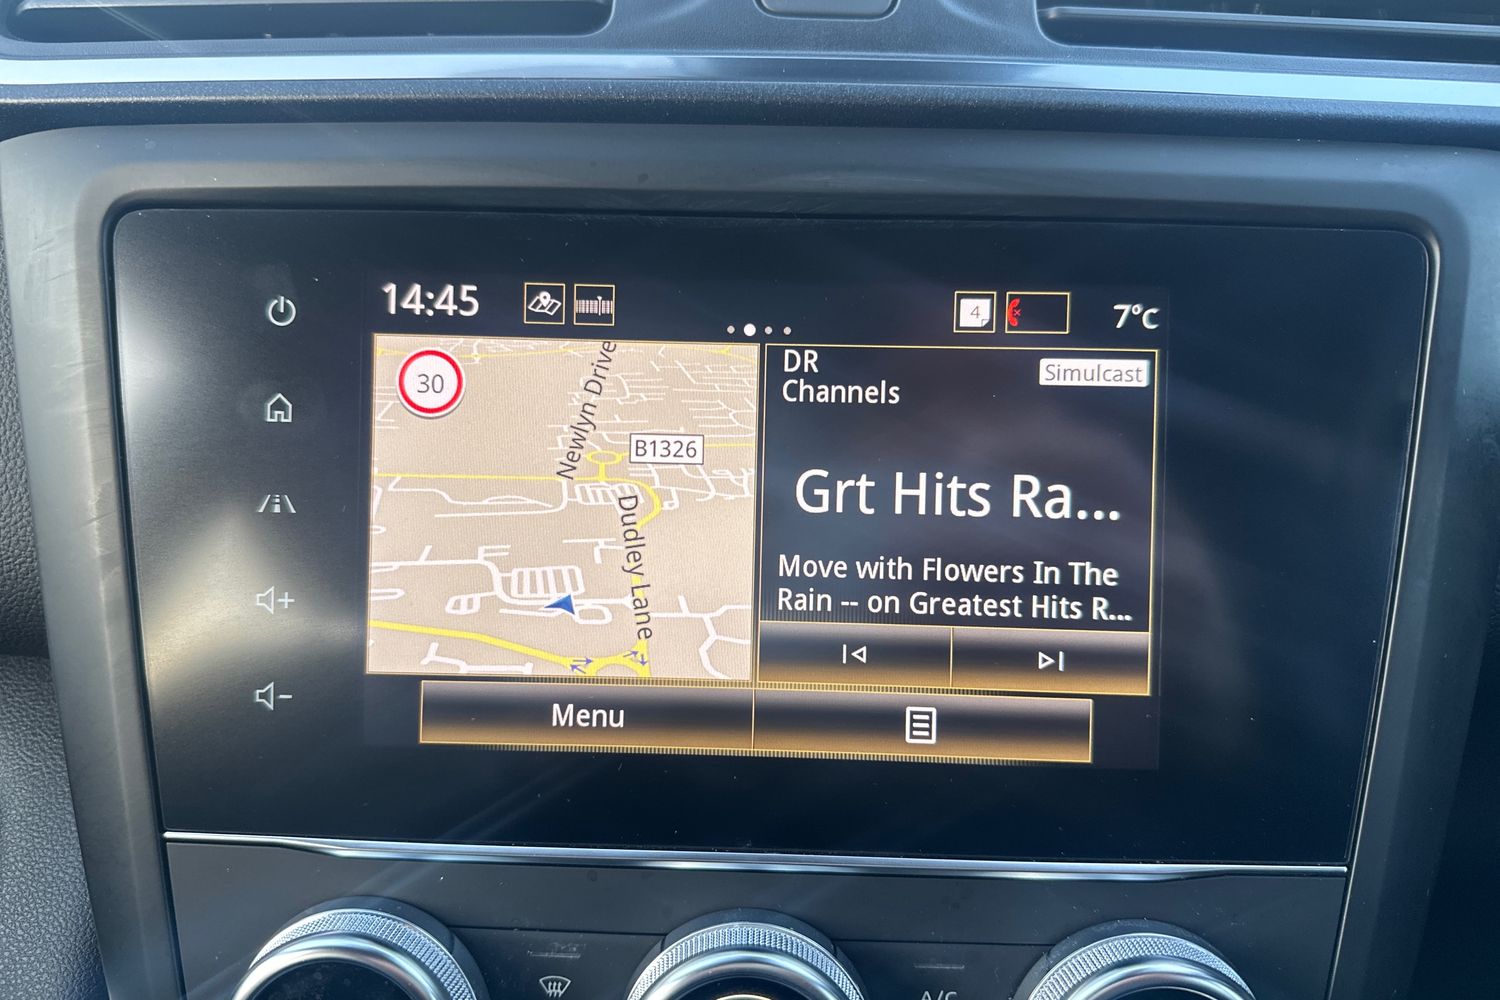 14:45
4
7°C
30
Newlyn Drive
B1326
Dudley Lane
DR
Channels
Simulcast
Grt Hits Ra...
Move with Flowers In The
Rain -- on Greatest Hits R...
Menu
A/C